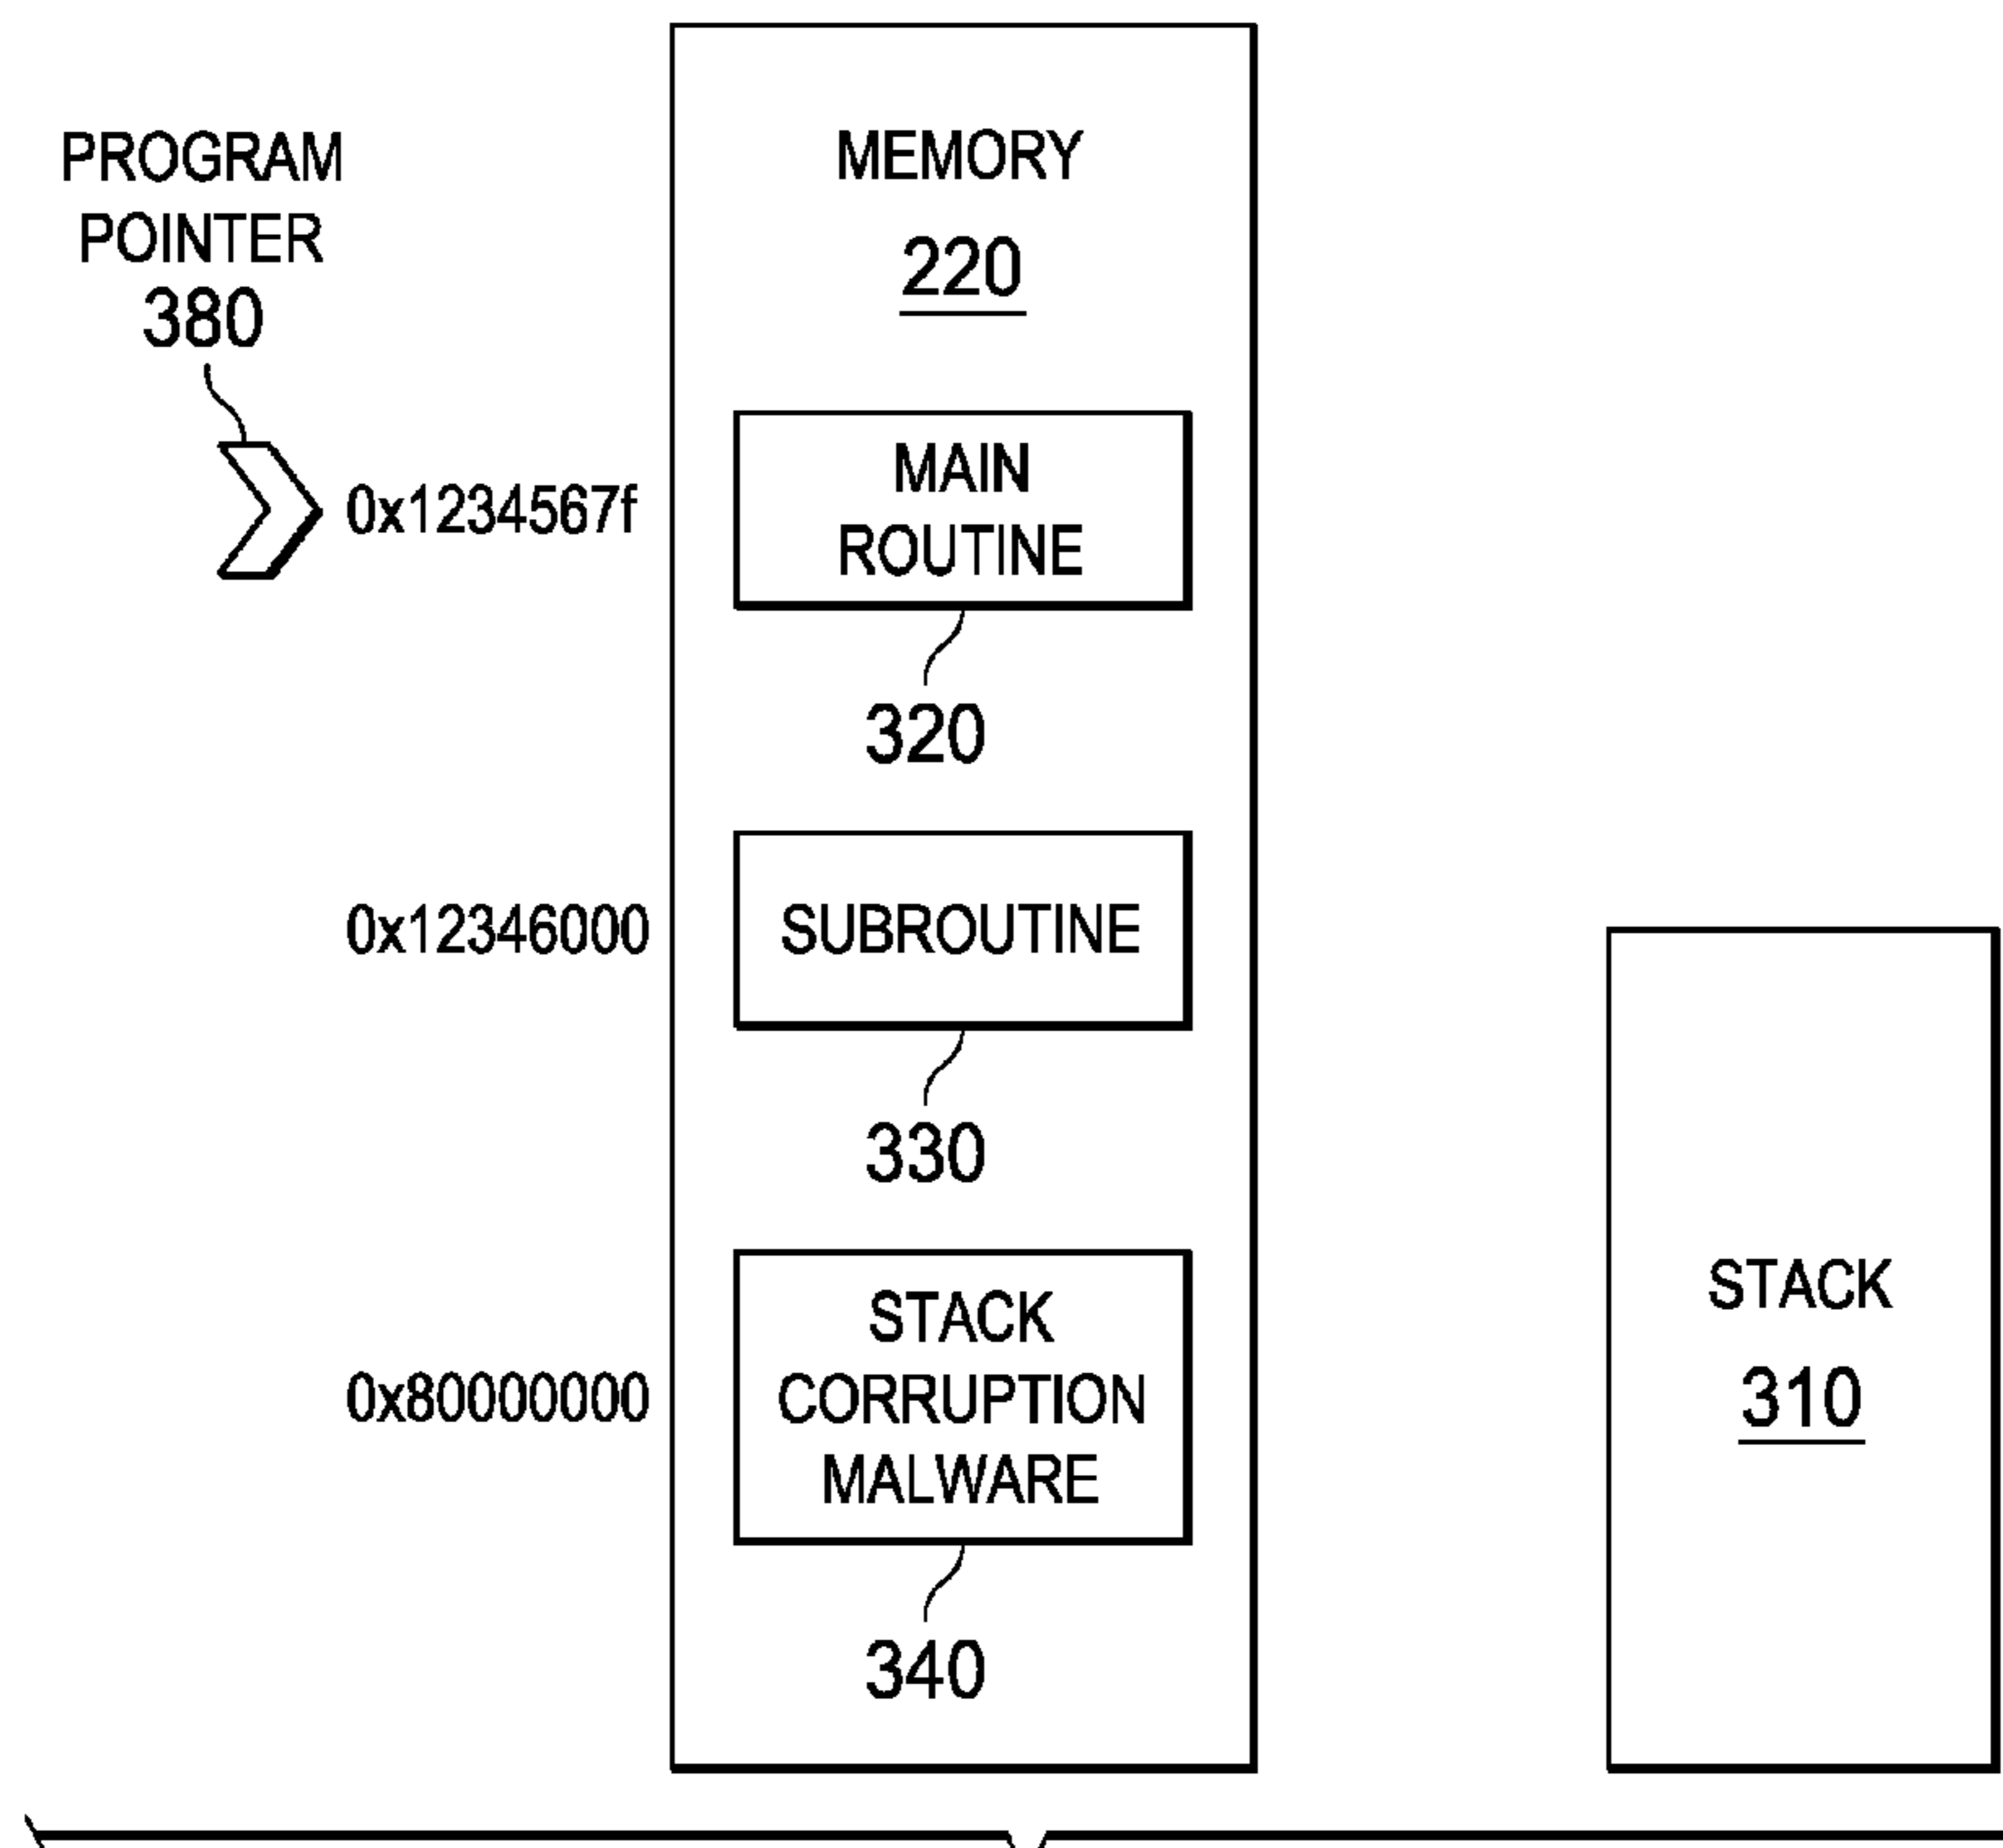 PROGRAM
POINTER
380
0x1234567f
MEMORY
220
MAIN
ROUTINE
320
0x12346000
SUBROUTINE
330
0x80000000
STACK
CORRUPTION
MALWARE
340
STACK
310